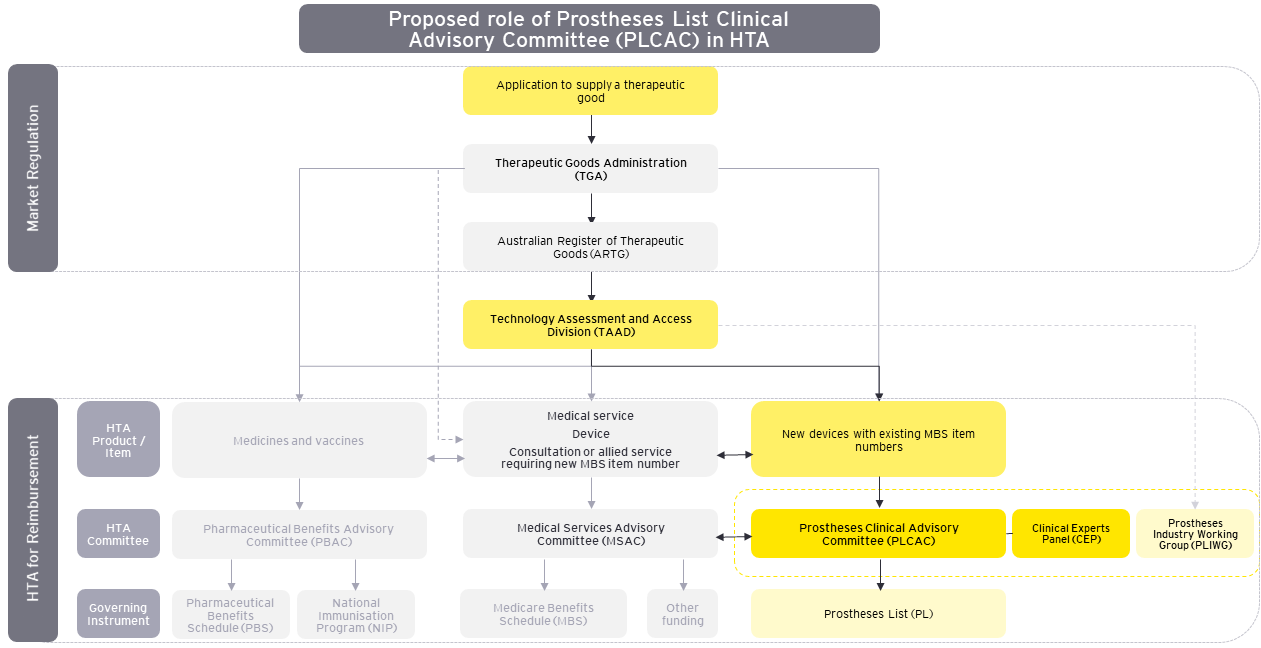 Proposed role of Prostheses List Clinical
Advisory Committee (PLCAC) in HTA
Market Regulation
Application to supply a therapeutic
good
Therapeutic Goods Administration
(TGA)
Australian Register of Therapeutic
Goods (ARTG)
Technology Assessment and Access
Division (TAAD)
HTA for Reimbursement
HTA
Product /
Item
Medicines and vaccines
Medical service
Device
Consultation or allied service
requiring new MBS item number
New devices with existing MBS item
numbers
HTA
Committee
Pharmaceutical Benefits Advisory
Committee (PBAC)
Medical Services Advisory
Committee (MSAC)
Prostheses Clinical Advisory
Committee (PLCAC)
Clinical Experts
Panel (CEP)
Prostheses
Industry Working
Group (PLIWG)
Governing
Instrument
Pharmaceutical
Benefits
Schedule (PBS)
National
Immunisation
Program (NIP)
Medicare Benefits
Schedule (MBS)
Other
funding
Prostheses List (PL)